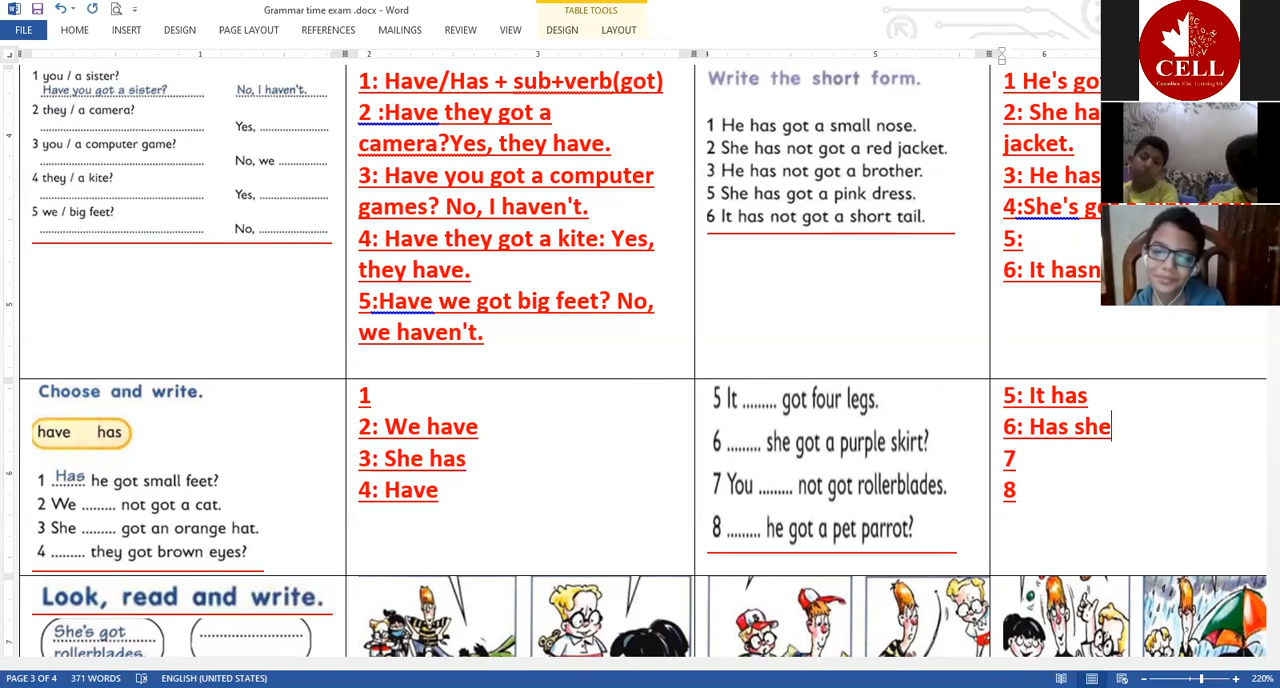 Grammar time exam .docx - Word
TABLE TOOLS
FILE HOME INSERT DESIGN PAGE LAYOUT REFERENCES MAILINGS REVIEW VIEW DESIGN LAYOUT
1 2 3 4 5 6
1 you / a sister?
Have you got a sister? No, I haven't.
2 they / a camera?
Yes,
3 you / a computer game?
No, we
4 they / a kite?
Yes,
5 we / big feet?
No,
1: Have/Has + sub+verb(got)
2 :Have they got a
camera?Yes, they have.
3: Have you got a computer
games? No, I haven't.
4: Have they got a kite: Yes,
they have.
5:Have we got big feet? No,
we haven't.
Write the short form.
1 He has got a small nose.
2 She has not got a red jacket.
3 He has not got a brother.
5 She has got a pink dress.
6 It has not got a short tail.
1 He's got
2: She ha
jacket.
3: He has
4:She's g
5:
6: It hasn
CELL
Choose and write.
have has
1 Has he got small feet?
2 We ......... not got a cat.
3 She ......... got an orange hat.
4 ......... they got brown eyes?
1
2: We have
3: She has
4: Have
5 It ......... got four legs.
6 ......... she got a purple skirt?
7 You ......... not got rollerblades.
8 ......... he got a pet parrot?
5: It has
6: Has she
7
8
Look, read and write.
She's got
rollerblades.
PAGE 3 OF 4 371 WORDS ENGLISH (UNITED STATES) 220%